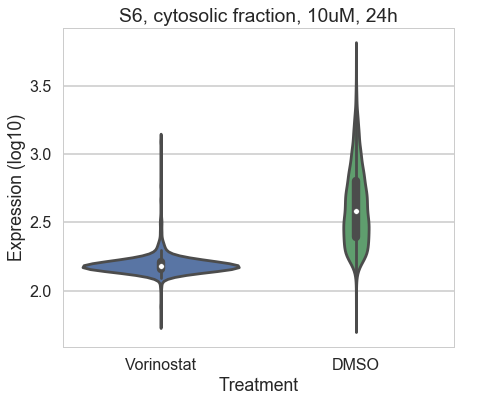 S6, cytosolic fraction, 10uM, 24h
Expression (log10)
3.5
3.0
2.5
2.0
Vorinostat
DMSO
Treatment